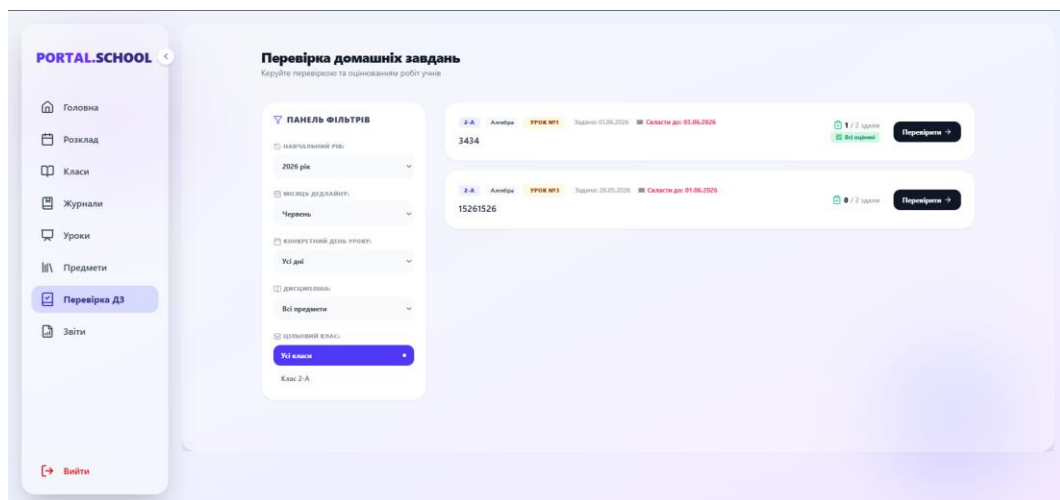 PORTAL.SCHOOL
Головна
Розклад
Класи
Журнали
Уроки
Предмети
Перевірка ДЗ
Звіти
Вийти
Перевірка домашніх завдань
Керуйте перевіркою та оцінюванням робіт учнів
ПАНЕЛЬ ФІЛЬТРІВ
НАВЧАЛЬНИЙ РІК:
2026 рік
МІСЯЦЬ ДЕДЛАЙНУ:
Червень
КОНКРЕТНИЙ ДЕНЬ УРОКУ:
Усі дні
ДИСЦИПЛІНА:
Всі предмети
ЦІЛЬОВИЙ КЛАС:
Усі класи
Клас 2-А
2-А Алгебра УРОК №1 Задано: 01.06.2026 Скласти до: 03.06.2026
3434
1 / 2 здали
Всі оцінені
Перевірити →
2-А Алгебра УРОК №3 Задано: 26.05.2026 Скласти до: 01.06.2026
15261526
0 / 2 здали
Перевірити →